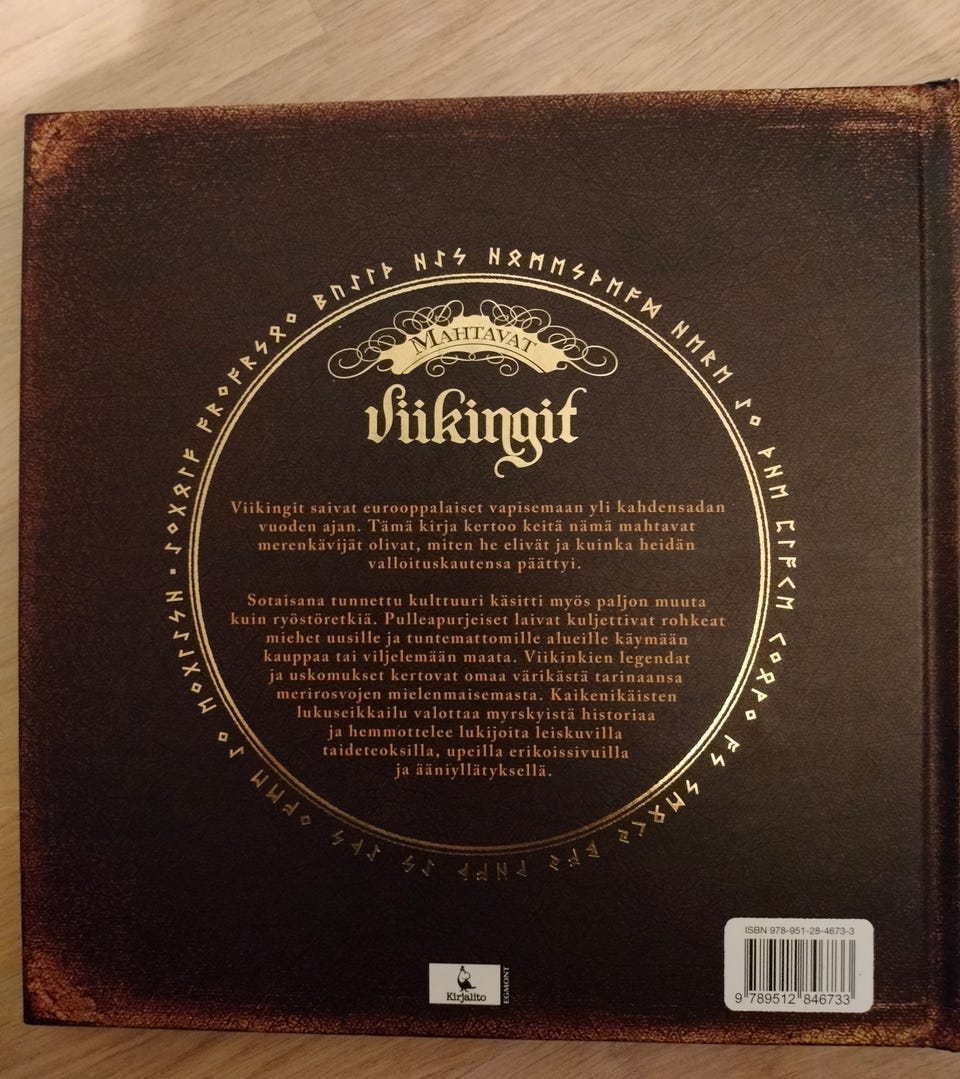 MAHTAVAT
Viikingit
Viikingit saivat eurooppalaiset vapisemaan yli kahdensadan
vuoden ajan. Tämä kirja kertoo keitä nämä mahtavat
merenkävijät olivat, miten he elivät ja kuinka heidän
valloituskautensa päättyi.
Sotaisana tunnettu kulttuuri käsitti myös paljon muuta
kuin ryöstöretkiä. Pulleapurjeiset laivat kuljettivat rohkeat
miehet uusille ja tuntemattomille alueille käymään
kauppaa tai viljelemään maata. Viikinkien legendat
ja uskomukset kertovat omaa värikästä tarinaansa
merirosvojen mielenmaisemasta. Kaikenikäisten
lukuseikkailu valottaa myrskyistä historiaa
ja hemmottelee lukijoita leiskuvilla
taideteoksilla, upeilla erikoissivuilla
ja ääniyllätyksellä.
ISBN 978-951-28-4673-3
9 789512 846733
Kirjalito
EGMONT